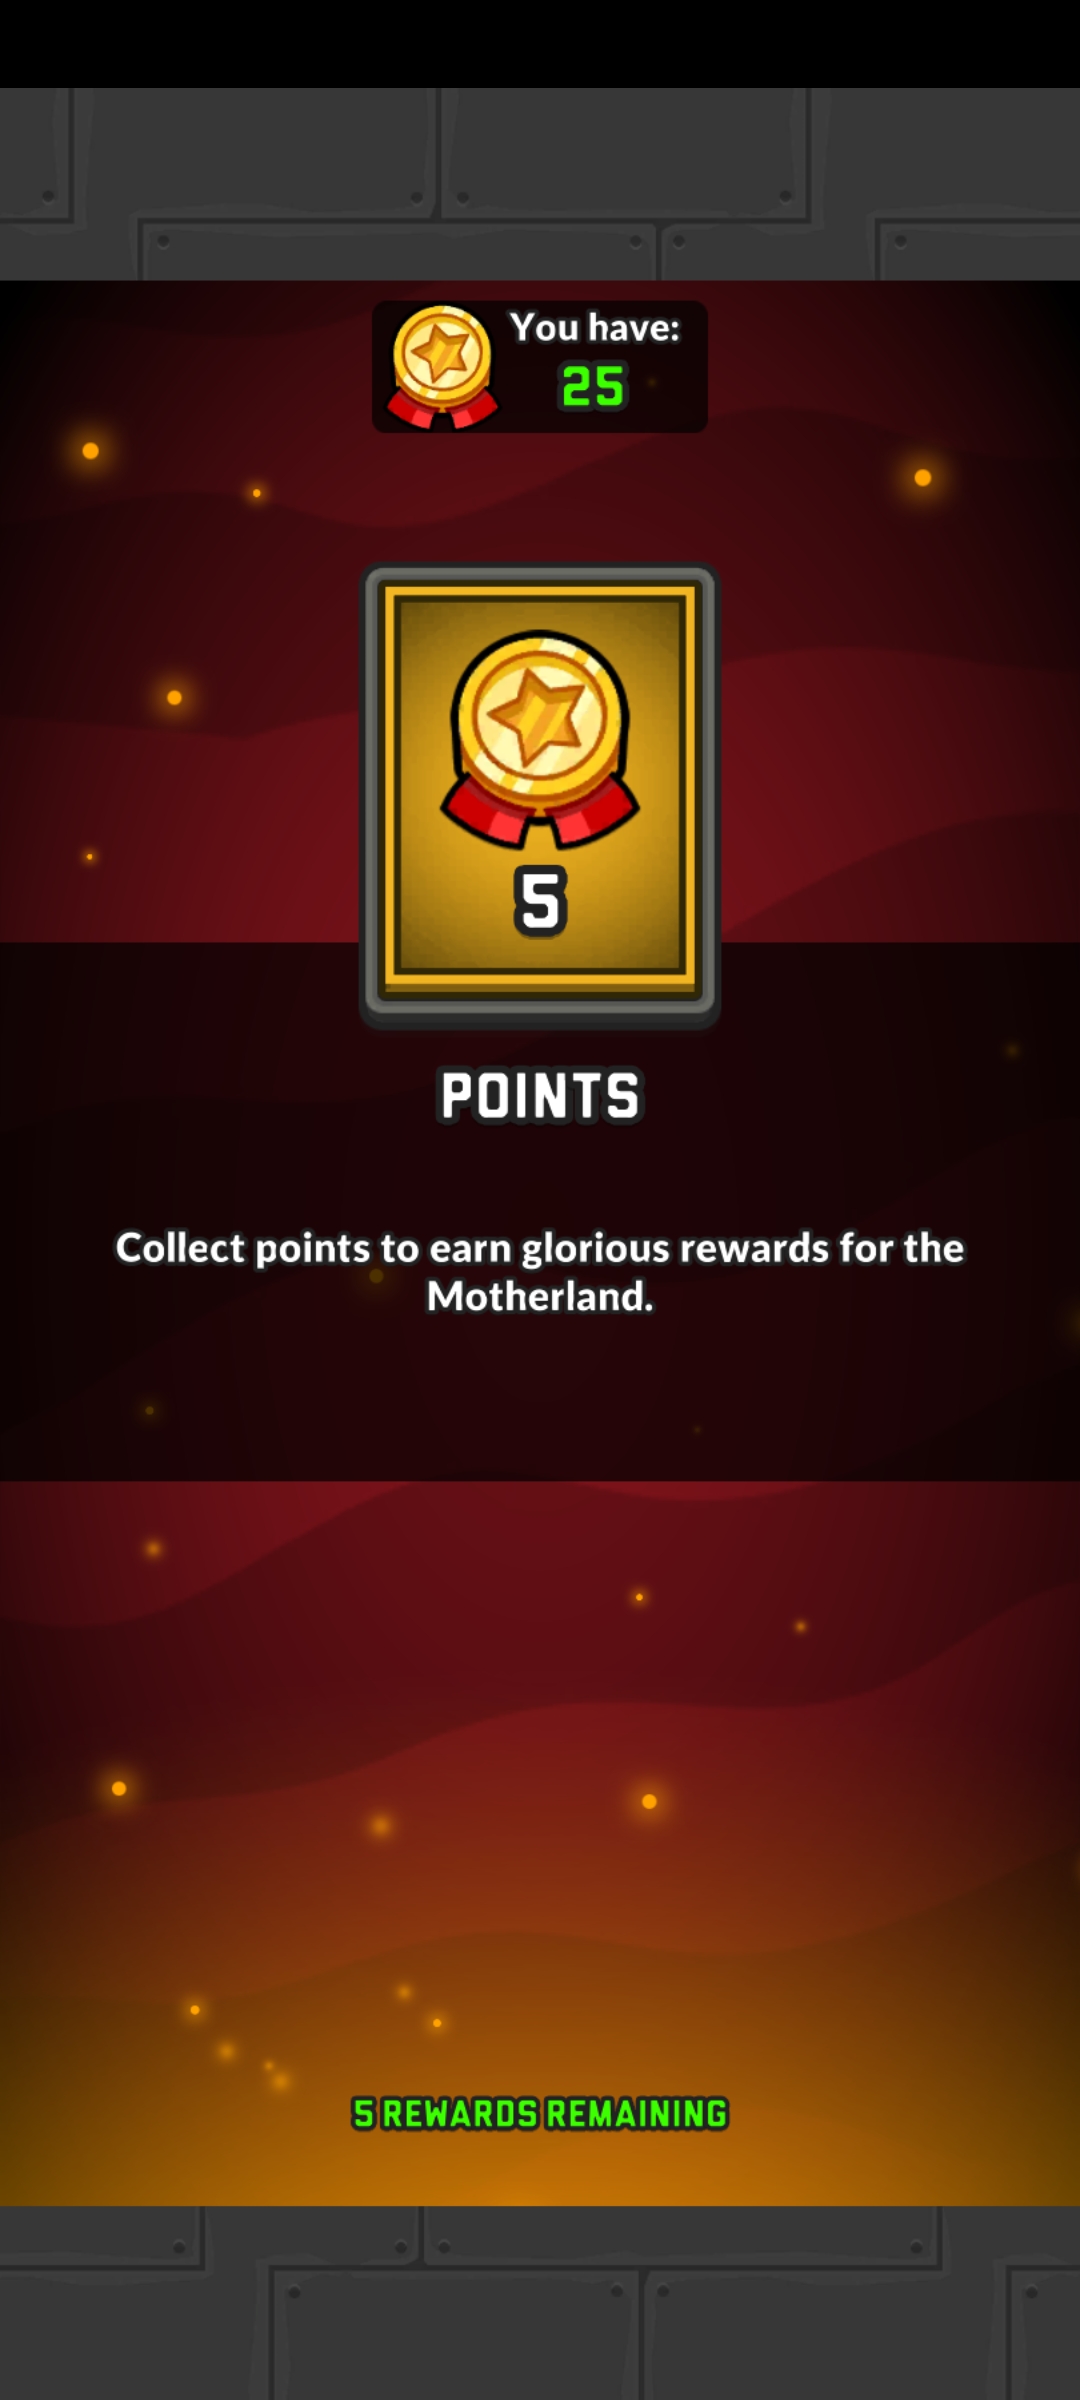 You have:
25
5
POINTS
Collect points to earn glorious rewards for the
Motherland.
5 REWARDS REMAINING